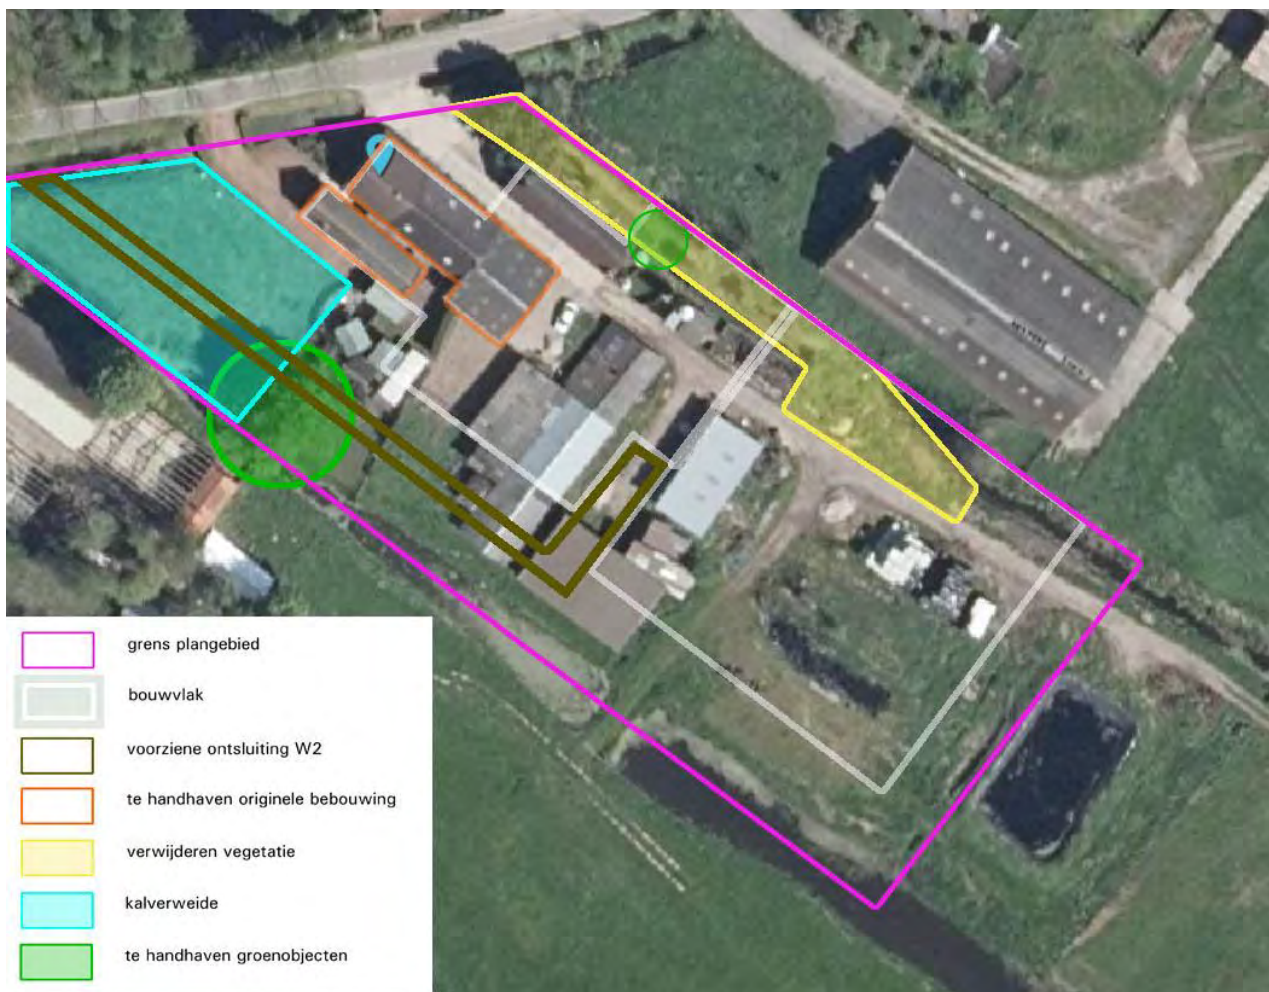 grens plangebied
bouwvlak
voorziene ontsluiting W2
te handhaven originele bebouwing
verwijderen vegetatie
kalverweide
te handhaven groenobjecten